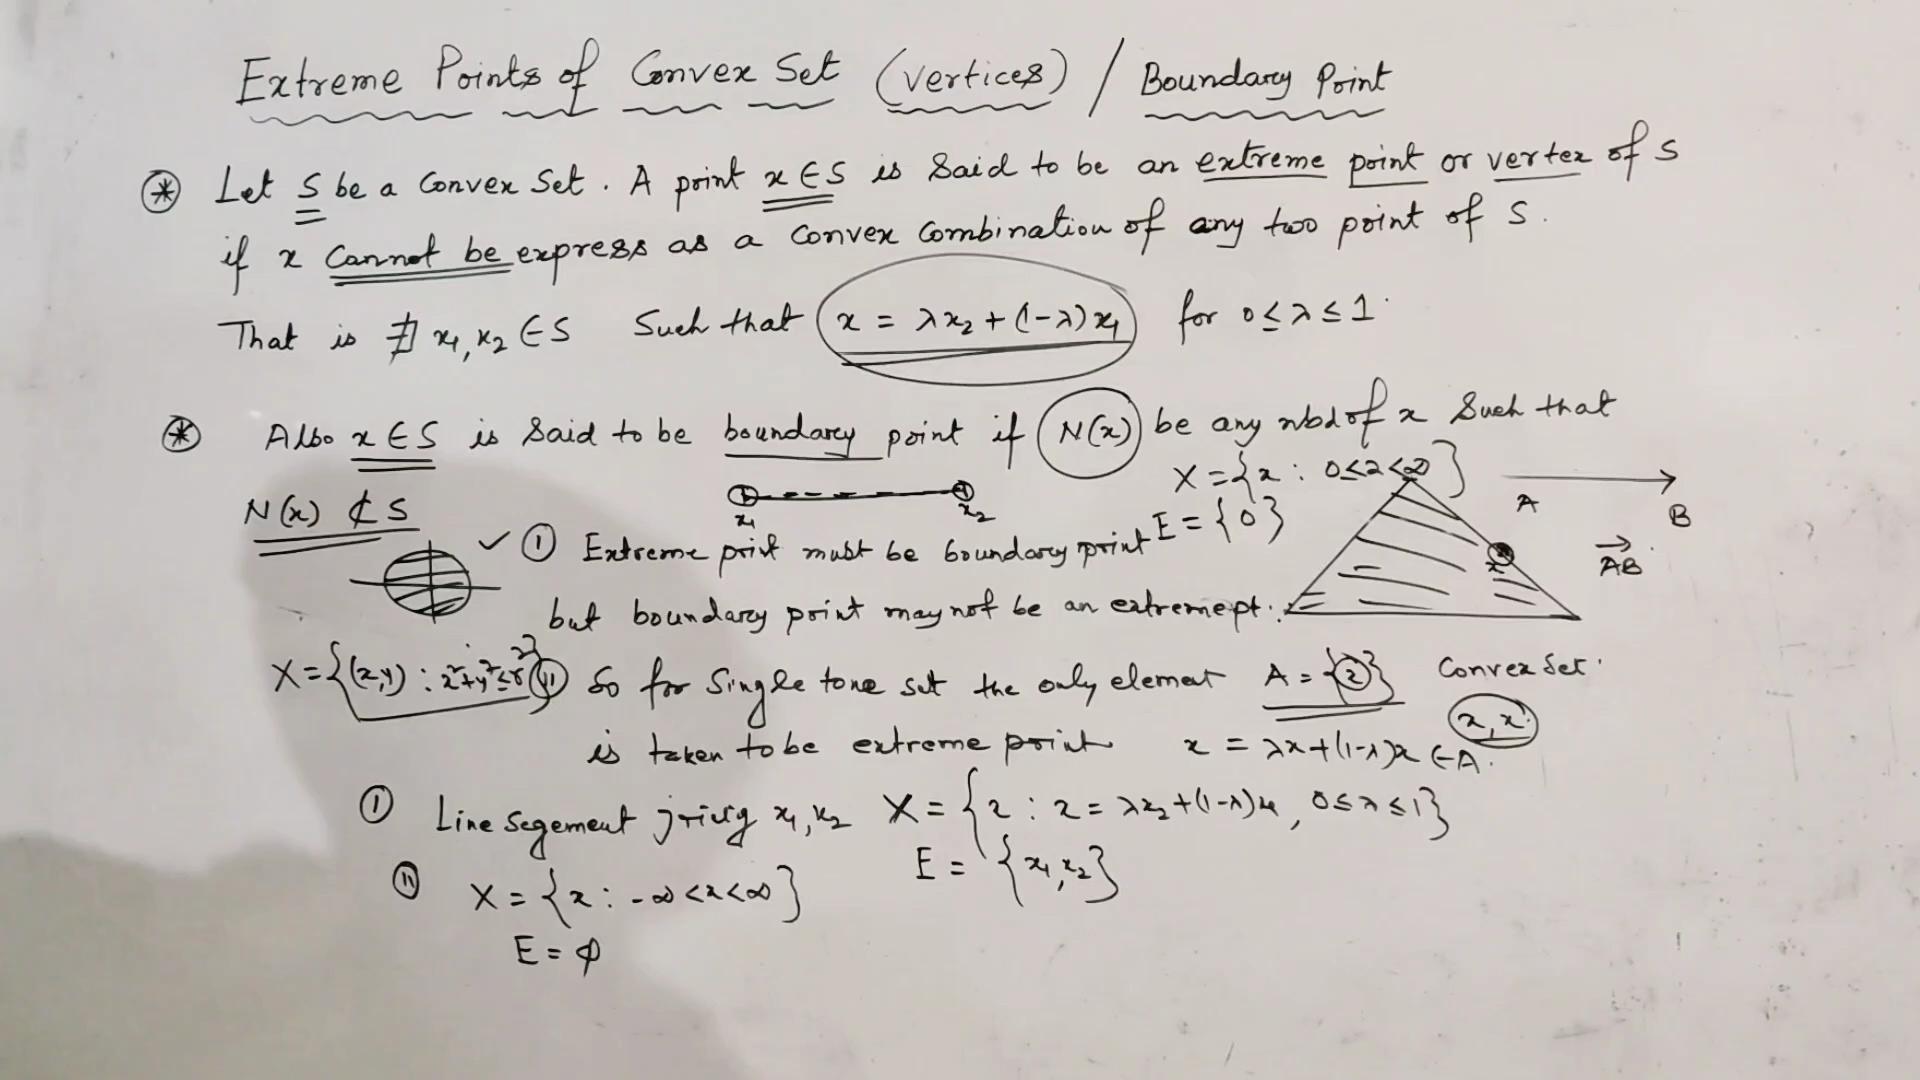 Extreme Points of Convex Set (vertices) / Boundary Point
⊛ Let S be a Convex Set. A point x ∈ S is said to be an extreme point or vertex of S
if x Cannot be express as a convex Combination of any two point of S.
That is ∄ x₁, x₂ ∈ S Such that x = λx₂ + (1-λ)x₁ for 0 ≤ λ ≤ 1.
⊛ Also x ∈ S is said to be boundary point if N(x) be any nbd of x Such that
N(x) ⊄ S
x₁ x₂
X = {x : 0 ≤ x < ∞}
E = {0}
A B
AB
x
① Extreme point must be boundary point
but boundary point may not be an extreme pt.
X = {(x,y) : x²+y² ≤ r²}
⑪ So for Single tone set the only element A = {2} Convex Set.
is taken to be extreme point x = λx+(1-λ)x ∈ A.
x, x
① Line segement joinig x₁, x₂ X = {x : x = λx₂+(1-λ)x₁, 0 ≤ λ ≤ 1}
E = {x₁, x₂}
⑪ X = {x : -∞ < x < ∞}
E = ϕ